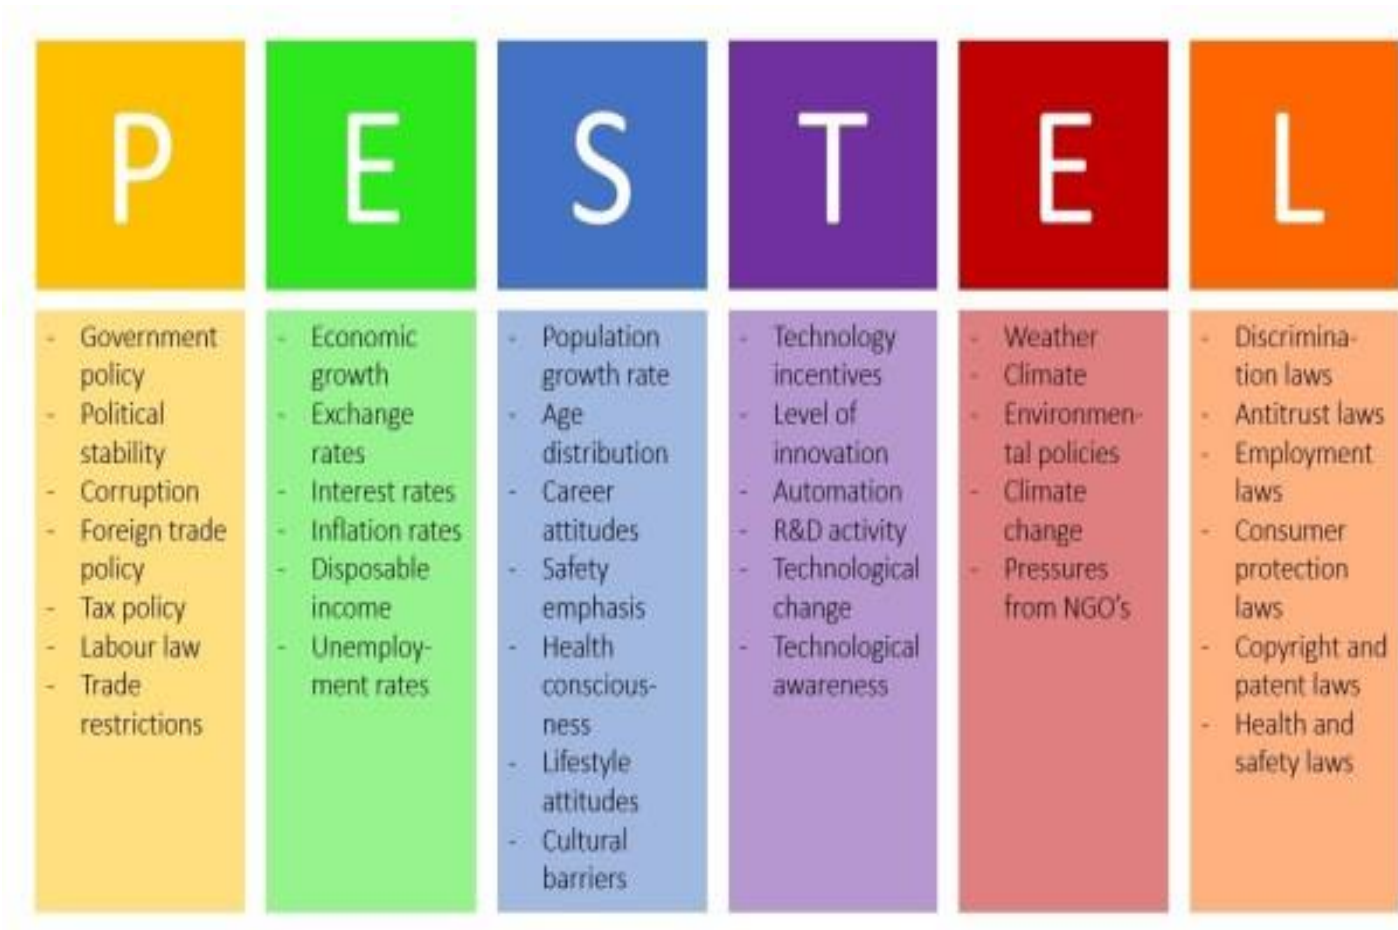 P
E
S
T
E
L
- Government
policy
- Political
stability
- Corruption
- Foreign trade
policy
- Tax policy
- Labour law
- Trade
restrictions
- Economic
growth
- Exchange
rates
- Interest rates
- Inflation rates
- Disposable
income
- Unemploy-
ment rates
- Population
growth rate
- Age
distribution
- Career
attitudes
- Safety
emphasis
- Health
conscious-
ness
- Lifestyle
attitudes
- Cultural
barriers
- Technology
incentives
- Level of
innovation
- Automation
- R&D activity
- Technological
change
- Technological
awareness
- Weather
- Climate
- Environmen-
tal policies
- Climate
change
- Pressures
from NGO's
- Discrimina-
tion laws
- Antitrust laws
- Employment
laws
- Consumer
protection
laws
- Copyright and
patent laws
- Health and
safety laws